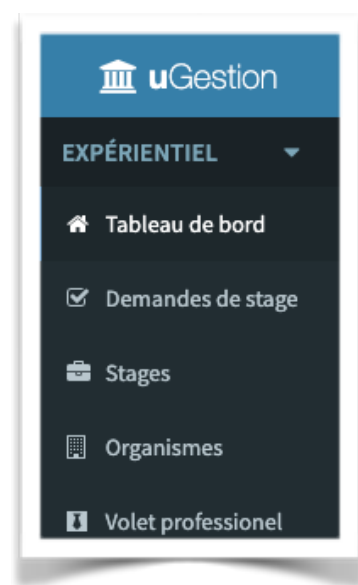 uGestion
EXPÉRIENTIEL
Tableau de bord
Demandes de stage
Stages
Organismes
Volet professionel